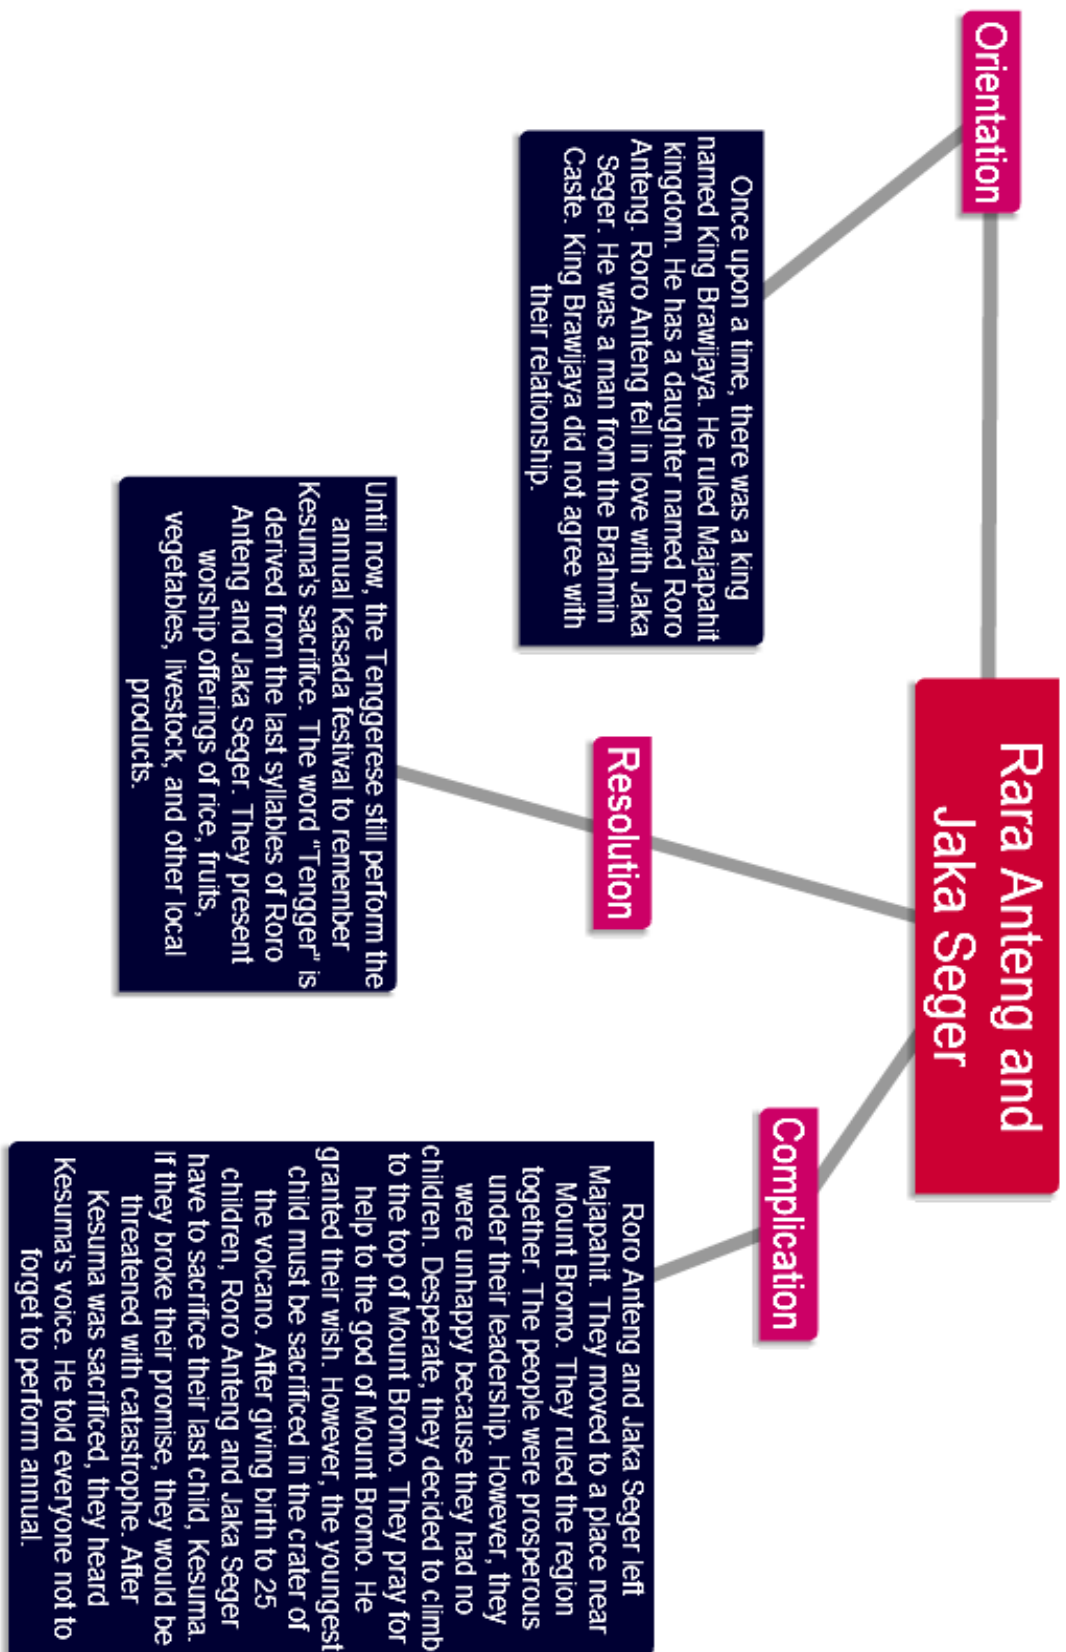 Rara Anteng and
Jaka Seger
Orientation
Once upon a time, there was a king
named King Brawijaya. He ruled Majapahit
kingdom. He has a daughter named Roro
Anteng. Roro Anteng fell in love with Jaka
Seger. He was a man from the Brahmin
Caste. King Brawijaya did not agree with
their relationship.
Complication
Roro Anteng and Jaka Seger left
Majapahit. They moved to a place near
Mount Bromo. They ruled the region
together. The people were prosperous
under their leadership. However, they
were unhappy because they had no
children. Desperate, they decided to climb
to the top of Mount Bromo. They pray for
help to the god of Mount Bromo. He
granted their wish. However, the youngest
child must be sacrificed in the crater of
the volcano. After giving birth to 25
children, Roro Anteng and Jaka Seger
have to sacrifice their last child, Kesuma.
If they broke their promise, they would be
threatened with catastrophe. After
Kesuma was sacrificed, they heard
Kesuma's voice. He told everyone not to
forget to perform annual.
Resolution
Until now, the Tenggerese still perform the
annual Kasada festival to remember
Kesuma's sacrifice. The word "Tengger" is
derived from the last syllables of Roro
Anteng and Jaka Seger. They present
worship offerings of rice, fruits,
vegetables, livestock, and other local
products.